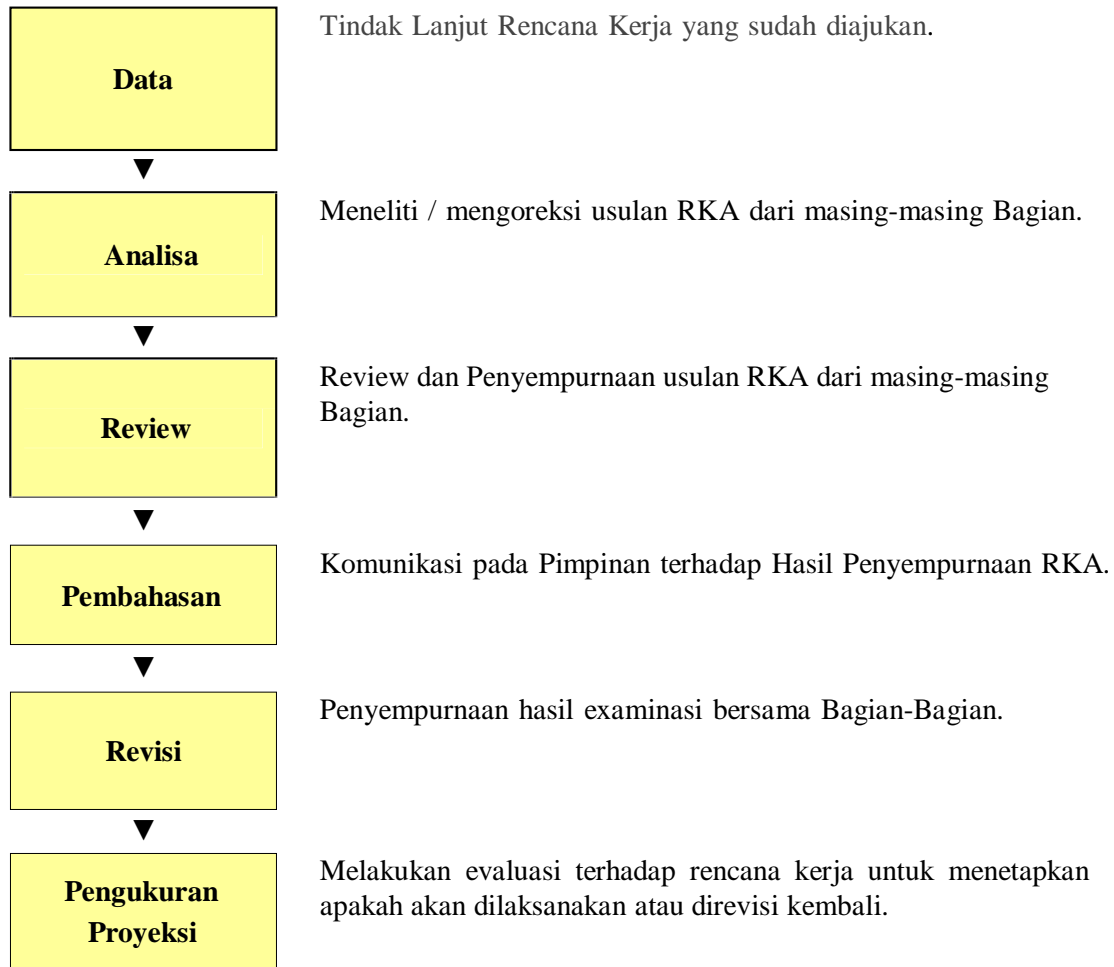 Data
Tindak Lanjut Rencana Kerja yang sudah diajukan.
▼
Analisa
Meneliti / mengoreksi usulan RKA dari masing-masing Bagian.
▼
Review
Review dan Penyempurnaan usulan RKA dari masing-masing
Bagian.
▼
Pembahasan
Komunikasi pada Pimpinan terhadap Hasil Penyempurnaan RKA.
▼
Revisi
Penyempurnaan hasil examinasi bersama Bagian-Bagian.
▼
Pengukuran
Proyeksi
Melakukan evaluasi terhadap rencana kerja untuk menetapkan
apakah akan dilaksanakan atau direvisi kembali.